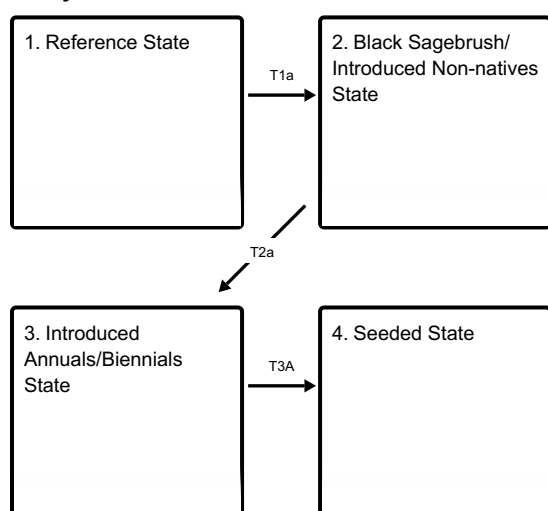 1. Reference State
T1a
2. Black Sagebrush/
Introduced Non-natives
State
T2a
3. Introduced
Annuals/Biennials
State
T3A
4. Seeded State